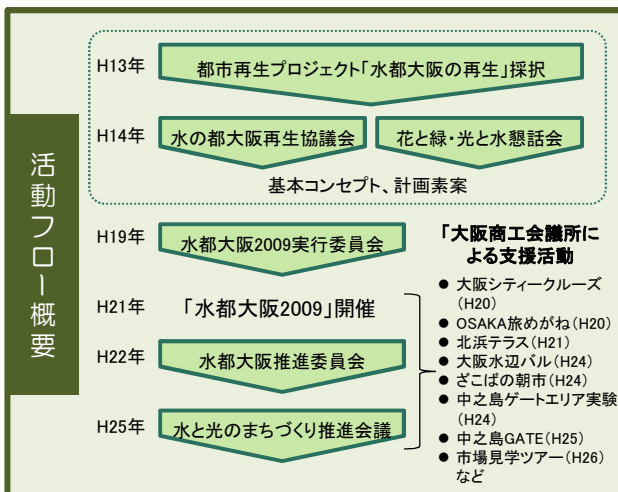 活動フロー概要
H13年
都市再生プロジェクト「水都大阪の再生」採択
H14年
水の都大阪再生協議会
花と緑・光と水懇話会
基本コンセプト、計画素案
H19年
水都大阪2009実行委員会
H21年
「水都大阪2009」開催
H22年
水都大阪推進委員会
H25年
水と光のまちづくり推進会議
「大阪商工会議所に
よる支援活動
● 大阪シティークルーズ
(H20)
● OSAKA旅めがね(H20)
● 北浜テラス(H21)
● 大阪水辺バル(H24)
● ざこばの朝市(H24)
● 中之島ゲートエリア実験
(H24)
● 中之島GATE(H25)
● 市場見学ツアー(H26)
など